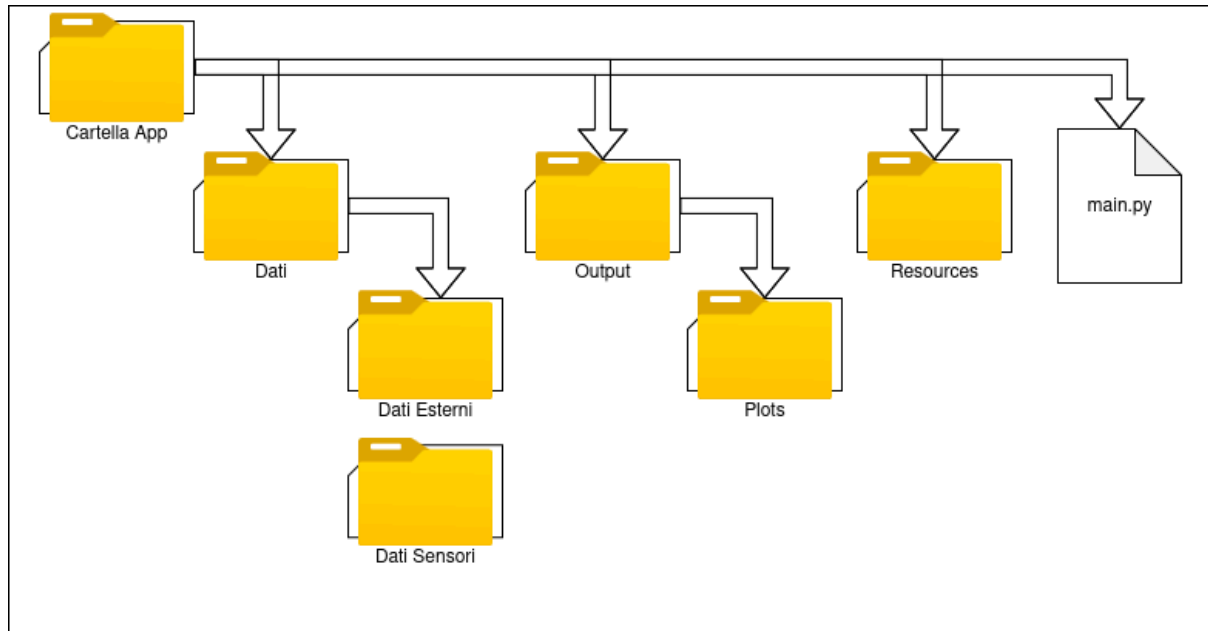 Cartella App
Dati
Output
Resources
main.py
Dati Esterni
Plots
Dati Sensori